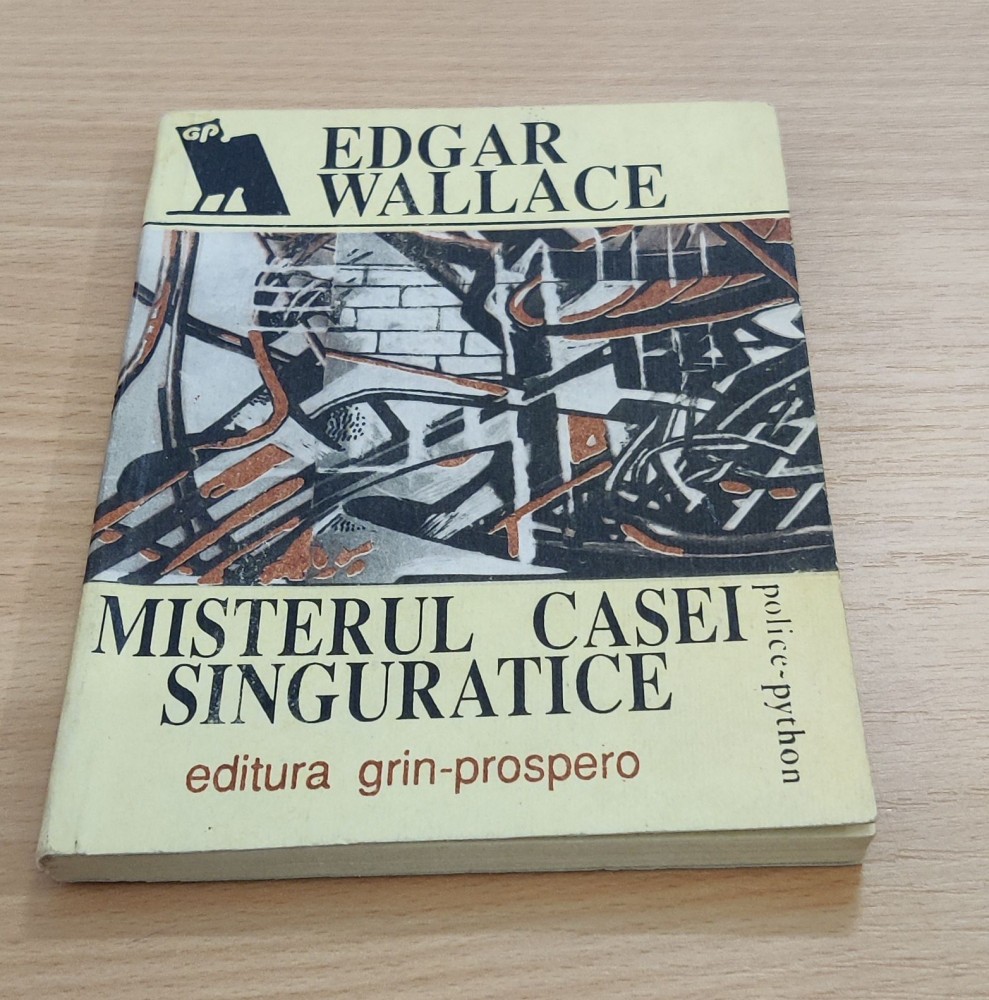 GP
EDGAR
WALLACE
MISTERUL CASEI
SINGURATICE
police-python
editura grin-prospero